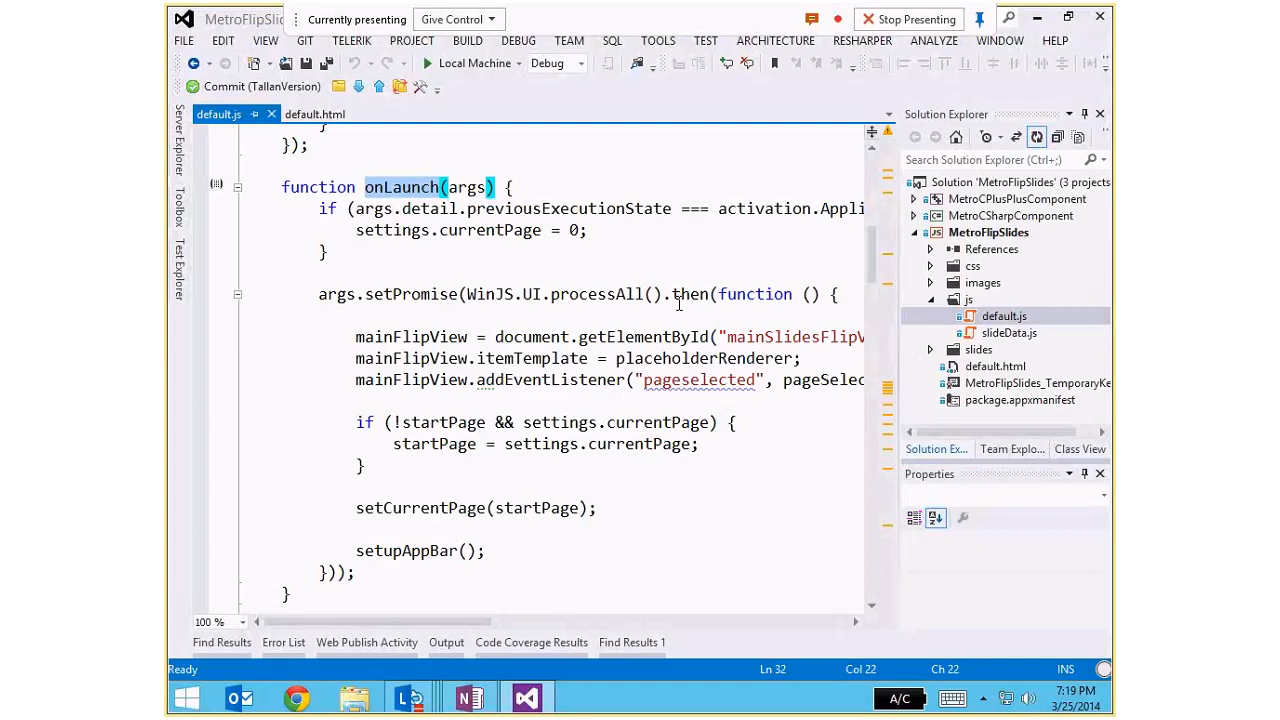 MetroFlipSli
Currently presenting
Give Control
Stop Presenting
FILE EDIT VIEW GIT TELERIK PROJECT BUILD DEBUG TEAM SQL TOOLS TEST ARCHITECTURE RESHARPER ANALYZE WINDOW HELP
Local Machine Debug
Commit (TallanVersion)
default.js default.html
Server Explorer
Toolbox
Test Explorer
}
});
function onLaunch(args) {
if (args.detail.previousExecutionState === activation.Appli
settings.currentPage = 0;
}
args.setPromise(WinJS.UI.processAll().then(function () {
mainFlipView = document.getElementById("mainSlidesFlipV
mainFlipView.itemTemplate = placeholderRenderer;
mainFlipView.addEventListener("pageselected", pageSelec
if (!startPage && settings.currentPage) {
startPage = settings.currentPage;
}
setCurrentPage(startPage);
setupAppBar();
}));
}
100 %
Solution Explorer
Search Solution Explorer (Ctrl+;)
Solution 'MetroFlipSlides' (3 projects
MetroCPlusPlusComponent
MetroCSharpComponent
MetroFlipSlides
References
css
images
js
default.js
slideData.js
slides
default.html
MetroFlipSlides_TemporaryKe
package.appxmanifest
Solution Ex... Team Explo... Class View
Properties
Find Results Error List Web Publish Activity Output Code Coverage Results Find Results 1
Ready Ln 32 Col 22 Ch 22 INS
A/C
7:19 PM
3/25/2014